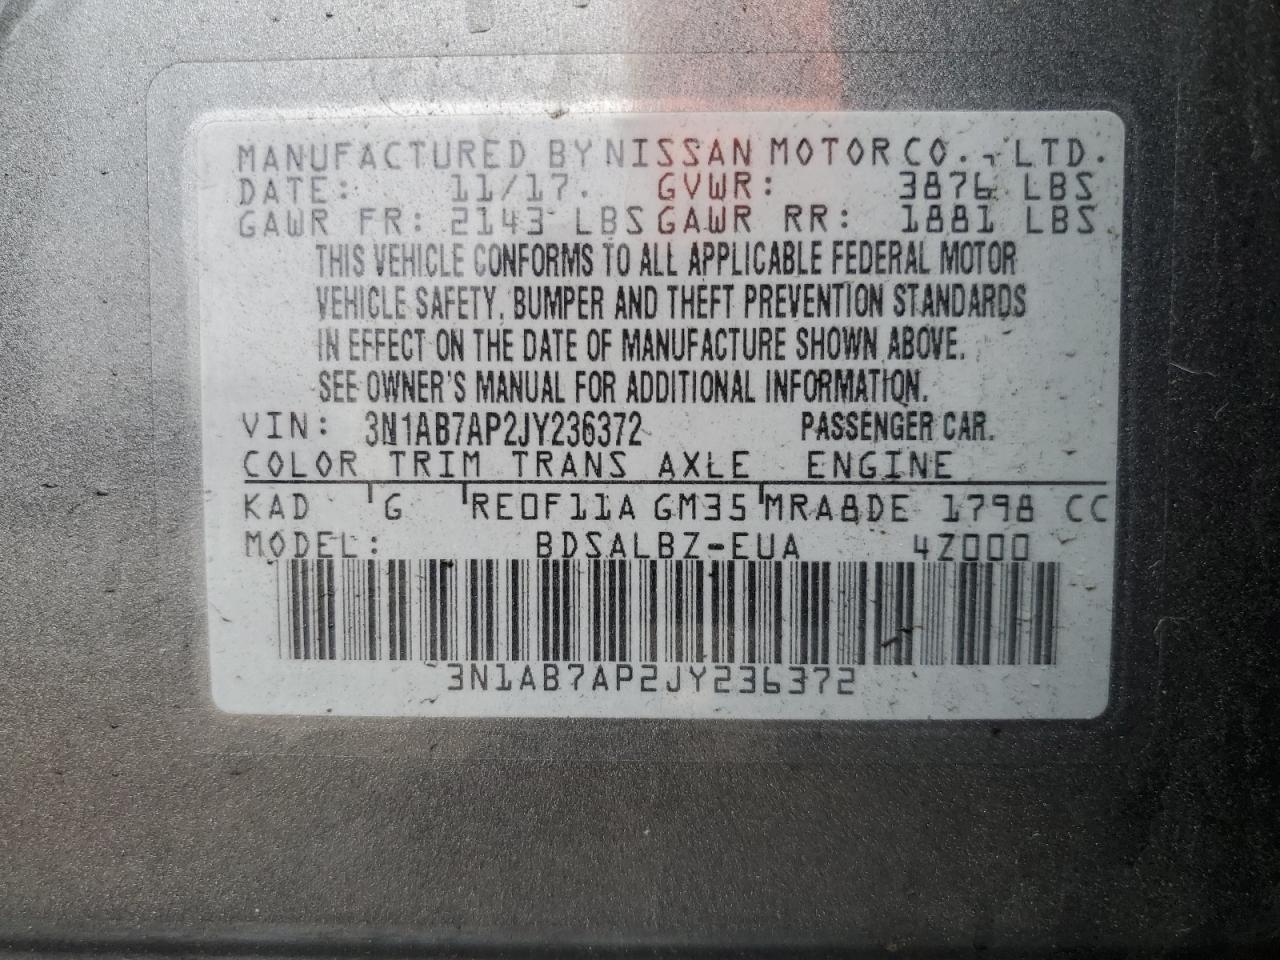 MANUFACTURED BY NISSAN MOTOR CO., LTD.
DATE: 11/17. GVWR: 3876 LBS
GAWR FR: 2143 LBS GAWR RR: 1881 LBS
THIS VEHICLE CONFORMS TO ALL APPLICABLE FEDERAL MOTOR
VEHICLE SAFETY, BUMPER AND THEFT PREVENTION STANDARDS
IN EFFECT ON THE DATE OF MANUFACTURE SHOWN ABOVE.
SEE OWNER'S MANUAL FOR ADDITIONAL INFORMATION.
VIN: 3N1AB7AP2JY236372 PASSENGER CAR.
COLOR TRIM TRANS AXLE ENGINE
KAD G RE0F11A GM35 MRA8DE 1798 CC
MODEL: BDSALBZ-EUA 4Z000
3N1AB7AP2JY236372